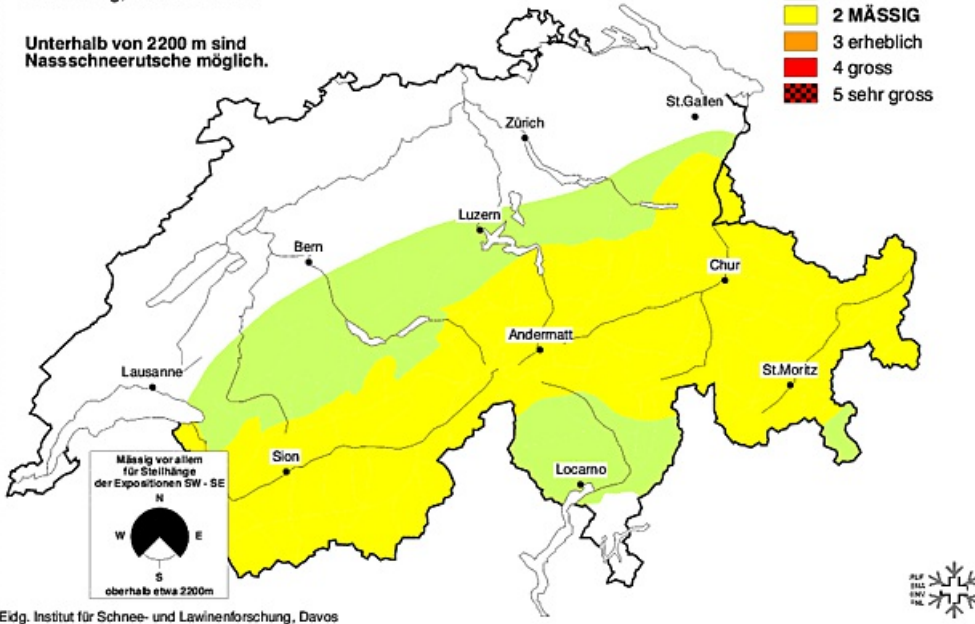 Unterhalb von 2200 m sind
Nassschneerutsche möglich.
2 MÄSSIG
3 erheblich
4 gross
5 sehr gross
St.Gallen
Zürich
Luzern
Bern
Chur
Andermatt
Lausanne
St.Moritz
Sion
Locarno
Mässig vor allem
für Steilhänge
der Expositionen SW - SE
N
W E
S
oberhalb etwa 2200m
Eidg. Institut für Schnee- und Lawinenforschung, Davos